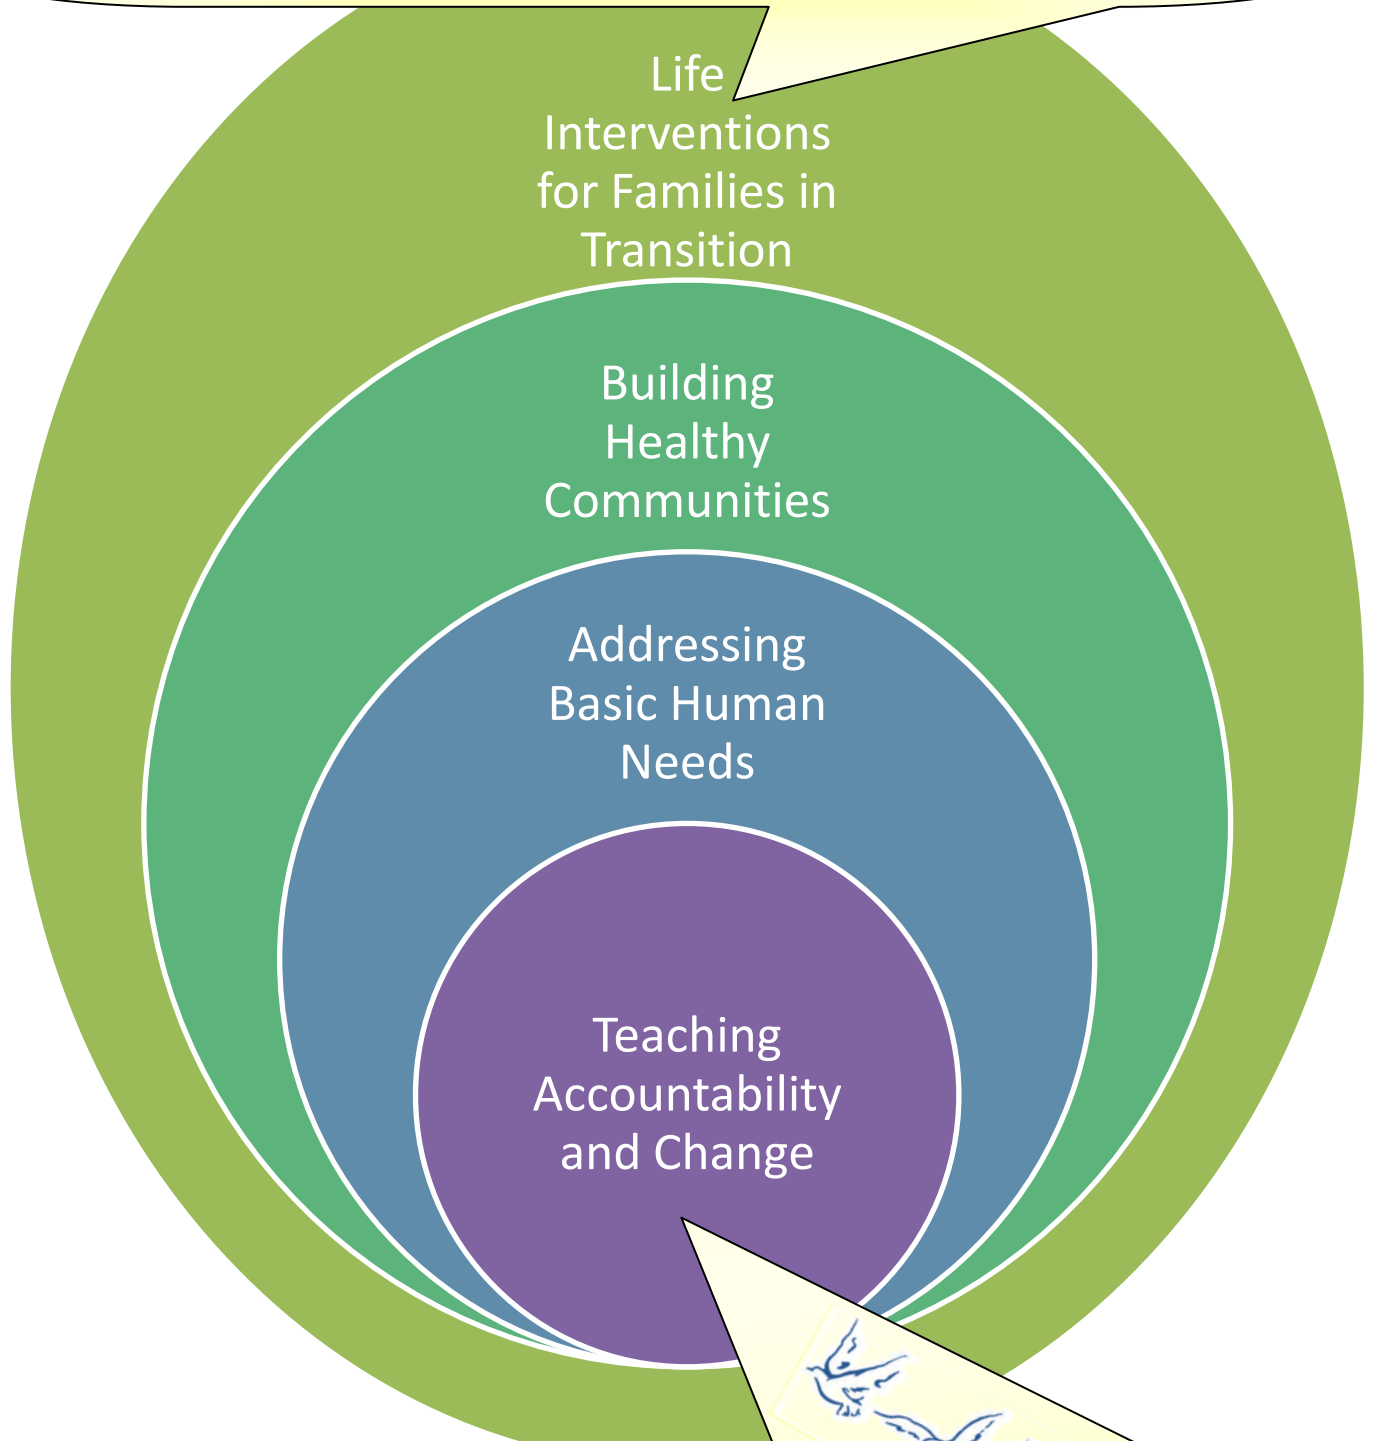 Life
Interventions
for Families in
Transition
Building
Healthy
Communities
Addressing
Basic Human
Needs
Teaching
Accountability
and Change